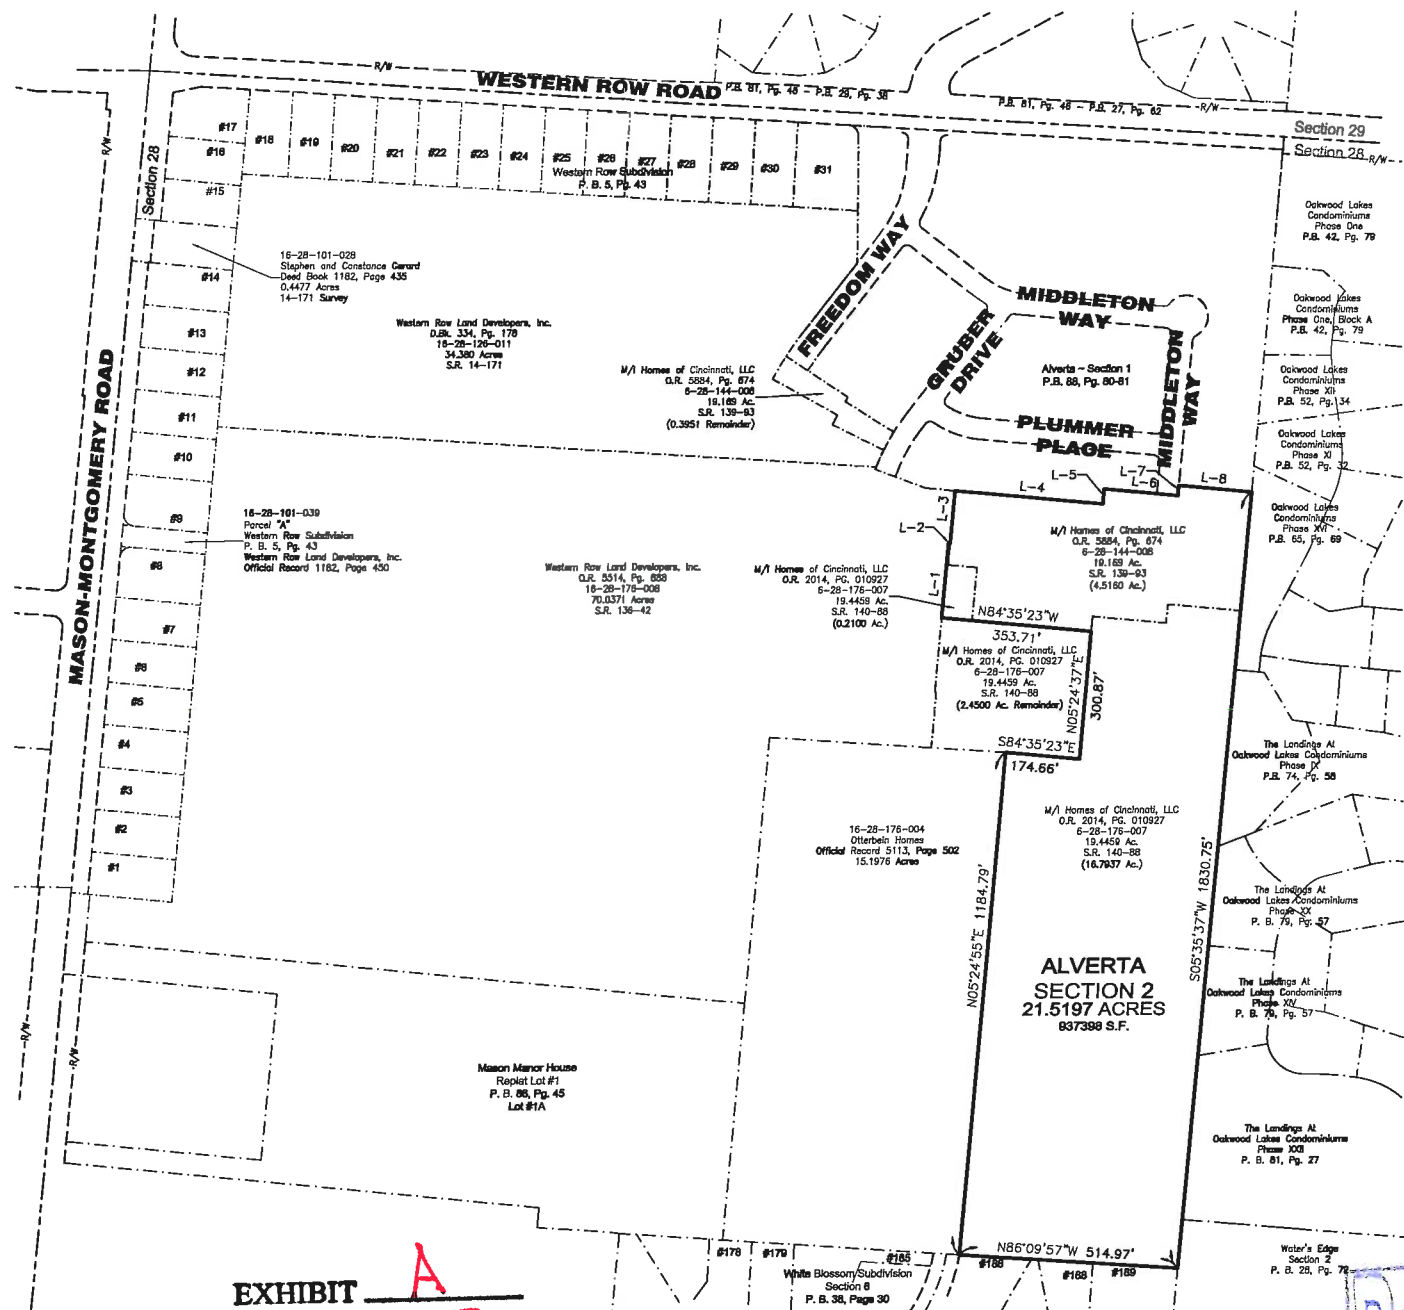 R/W
WESTERN ROW ROAD
P.B. 81, Pg. 48 - P.B. 29, Pg. 38
P.B. 81, Pg. 48 - P.B. 27, Pg. 62
R/W
Section 29
Section 28
R/W
R/W
Section 28
#17
#16
#15
#18
#19
#20
#21
#22
#23
#24
#25
#26
#27
#28
#29
#30
#31
Western Row Subdivision
P. B. 5, Pg. 43
Oakwood Lakes
Condominiums
Phase One
P.B. 42, Pg. 79
16-28-101-028
Stephen and Constance Gerard
Deed Book 1182, Page 435
0.4477 Acres
14-171 Survey
#14
#13
#12
#11
#10
#9
#8
#7
#6
#5
#4
#3
#2
#1
MASON-MONTGOMERY ROAD
Western Row Land Developers, Inc.
D.Bk. 334, Pg. 178
16-28-126-011
34.380 Acres
S.R. 14-171
FREEDOM WAY
MIDDLETON
WAY
GRUBER
DRIVE
MIDDLETON
WAY
Alverta - Section 1
P.B. 88, Pg. 80-81
PLUMMER
PLACE
M/I Homes of Cincinnati, LLC
O.R. 5884, Pg. 674
6-28-144-008
19.169 Ac.
S.R. 139-93
(0.3951 Remainder)
Oakwood Lakes
Condominiums
Phase One, Block A
P.B. 42, Pg. 79
Oakwood Lakes
Condominiums
Phase XII
P.B. 52, Pg. 34
Oakwood Lakes
Condominiums
Phase XI
P.B. 52, Pg. 32
Oakwood Lakes
Condominiums
Phase XVI
P.B. 65, Pg. 69
L-1
L-2
L-3
L-4
L-5
L-6
L-7
L-8
16-28-101-039
Parcel "A"
Western Row Subdivision
P. B. 5, Pg. 43
Western Row Land Developers, Inc.
Official Record 1182, Page 450
Western Row Land Developers, Inc.
O.R. 5514, Pg. 888
16-28-176-008
70.0371 Acres
S.R. 136-42
M/I Homes of Cincinnati, LLC
O.R. 2014, PG. 010927
6-28-176-007
19.4459 Ac.
S.R. 140-88
(0.2100 Ac.)
M/I Homes of Cincinnati, LLC
O.R. 5884, Pg. 674
6-28-144-008
19.169 Ac.
S.R. 139-93
(4.5160 Ac.)
N84°35'23"W
353.71'
M/I Homes of Cincinnati, LLC
O.R. 2014, PG. 010927
6-28-176-007
19.4459 Ac.
S.R. 140-88
(2.4500 Ac. Remainder)
N05°24'37"E
300.87'
S84°35'23"E
174.66'
The Landings At
Oakwood Lakes Condominiums
Phase IX
P.B. 74, Pg. 58
16-28-176-004
Otterbein Homes
Official Record 5113, Page 502
15.1976 Acres
M/I Homes of Cincinnati, LLC
O.R. 2014, PG. 010927
6-28-176-007
19.4459 Ac.
S.R. 140-88
(16.7937 Ac.)
N05°24'55"E 1184.79'
S05°35'37"W 1830.75'
The Landings At
Oakwood Lakes Condominiums
Phase XX
P. B. 79, Pg. 57
ALVERTA
SECTION 2
21.5197 ACRES
937398 S.F.
The Landings At
Oakwood Lakes Condominiums
Phase XIV
P. B. 79, Pg. 57
R/W
R/W
Mason Manor House
Replat Lot #1
P. B. 86, Pg. 45
Lot #1A
The Landings At
Oakwood Lakes Condominiums
Phase XXII
P. B. 81, Pg. 27
N86°09'57"W 514.97'
#178
#179
#185
#186
#188
#189
White Blossom Subdivision
Section 6
P. B. 38, Page 30
Water's Edge
Section 2
P. B. 28, Pg. 72
EXHIBIT A